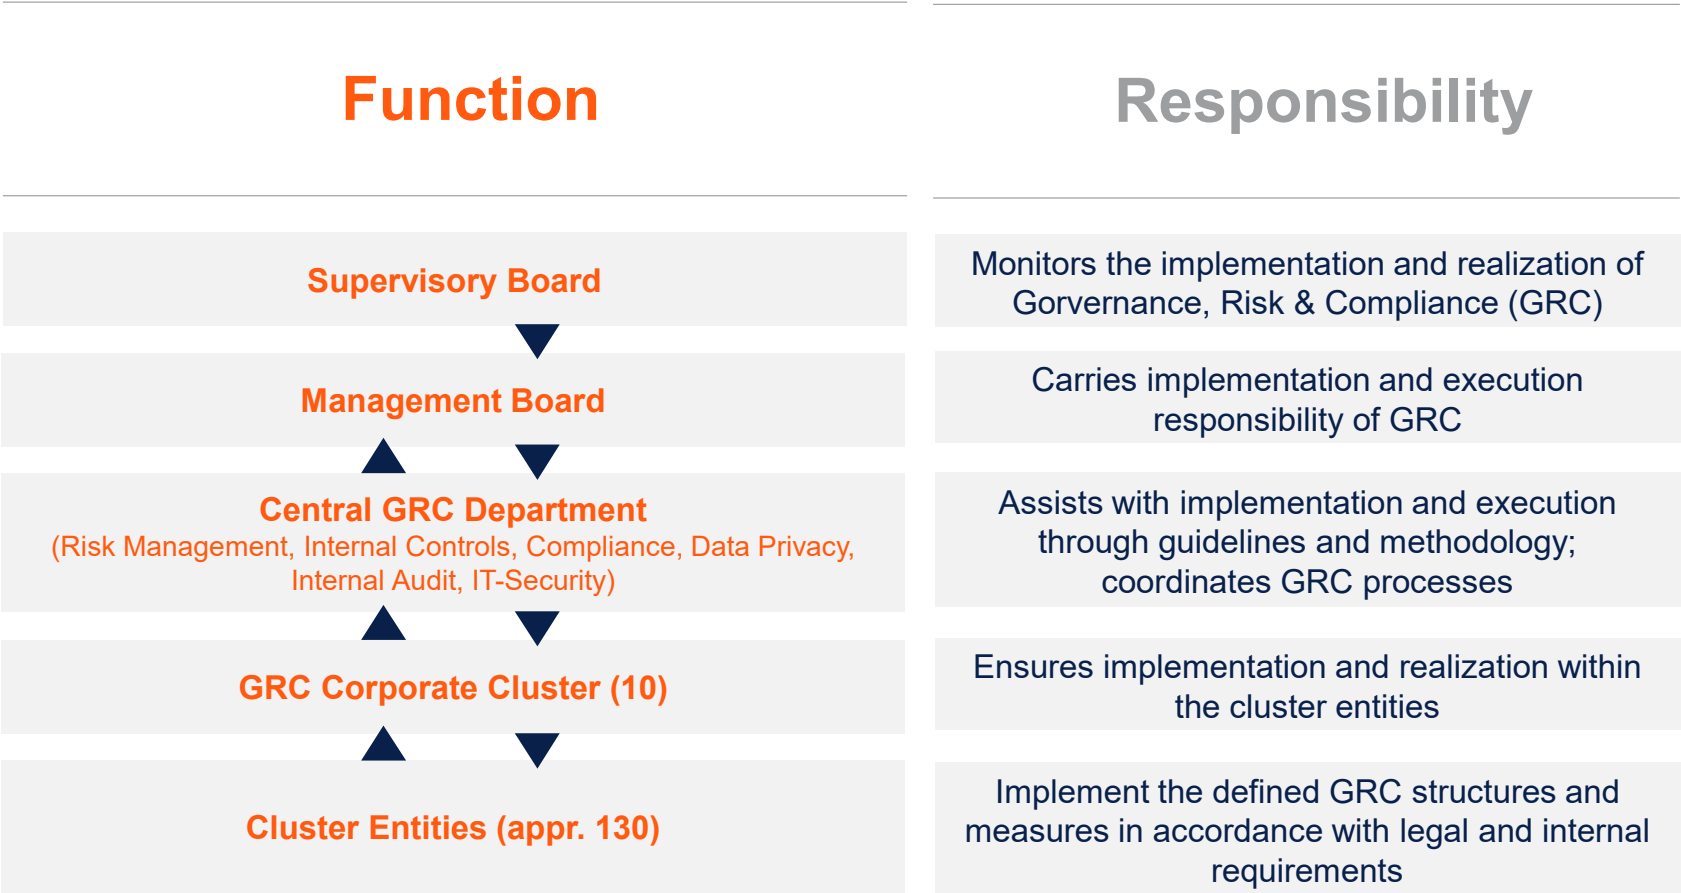 Function
Responsibility
Supervisory Board
Monitors the implementation and realization of
Gorvernance, Risk & Compliance (GRC)
Management Board
Carries implementation and execution
responsibility of GRC
Central GRC Department
(Risk Management, Internal Controls, Compliance, Data Privacy,
Internal Audit, IT-Security)
Assists with implementation and execution
through guidelines and methodology;
coordinates GRC processes
GRC Corporate Cluster (10)
Ensures implementation and realization within
the cluster entities
Cluster Entities (appr. 130)
Implement the defined GRC structures and
measures in accordance with legal and internal
requirements